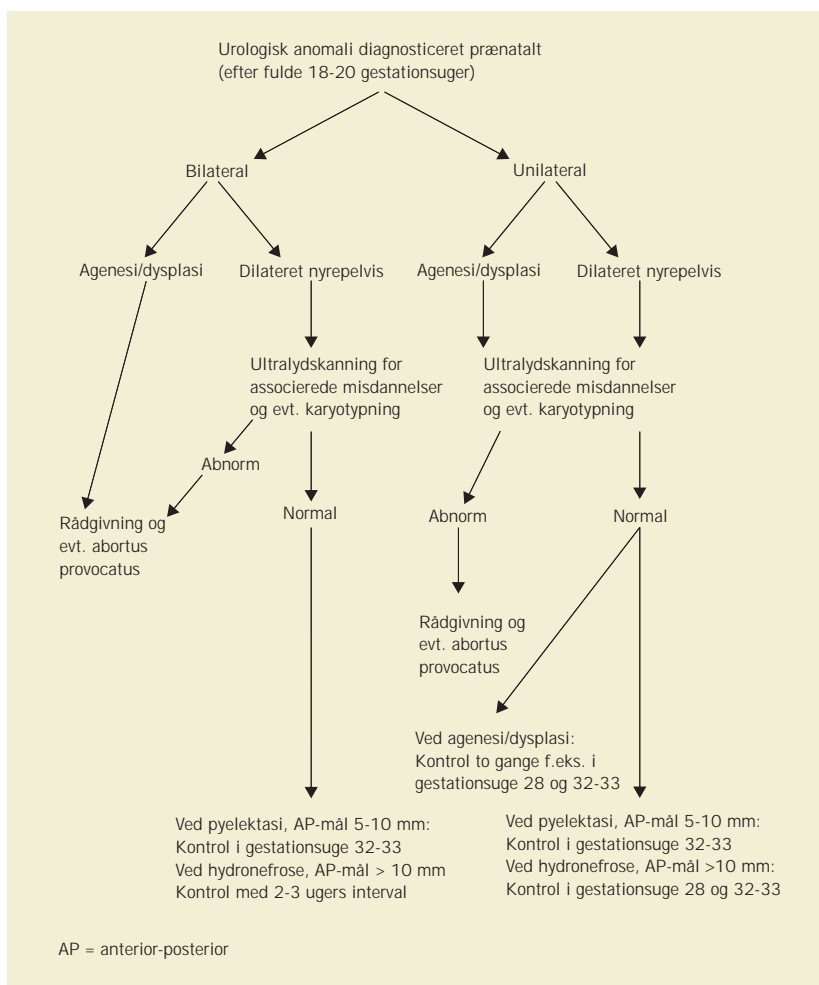 Urologisk anomali diagnosticeret prænatalt
(efter fulde 18-20 gestationsuger)
Bilateral
Unilateral
Agenesi/dysplasi
Dilateret nyrepelvis
Agenesi/dysplasi
Dilateret nyrepelvis
Ultralydskanning for
associerede misdannelser
og evt. karyotypning
Ultralydskanning for
associerede misdannelser
og evt. karyotypning
Abnorm
Normal
Abnorm
Normal
Rådgivning og
evt. abortus
provocatus
Rådgivning og
evt. abortus
provocatus
Ved agenesi/dysplasi:
Kontrol to gange f.eks. i
gestationsuge 28 og 32-33
Ved pyelektasi, AP-mål 5-10 mm:
Kontrol i gestationsuge 32-33
Ved hydronefrose, AP-mål > 10 mm
Kontrol med 2-3 ugers interval
Ved pyelektasi, AP-mål 5-10 mm:
Kontrol i gestationsuge 32-33
Ved hydronefrose, AP-mål >10 mm:
Kontrol i gestationsuge 28 og 32-33
AP = anterior-posterior